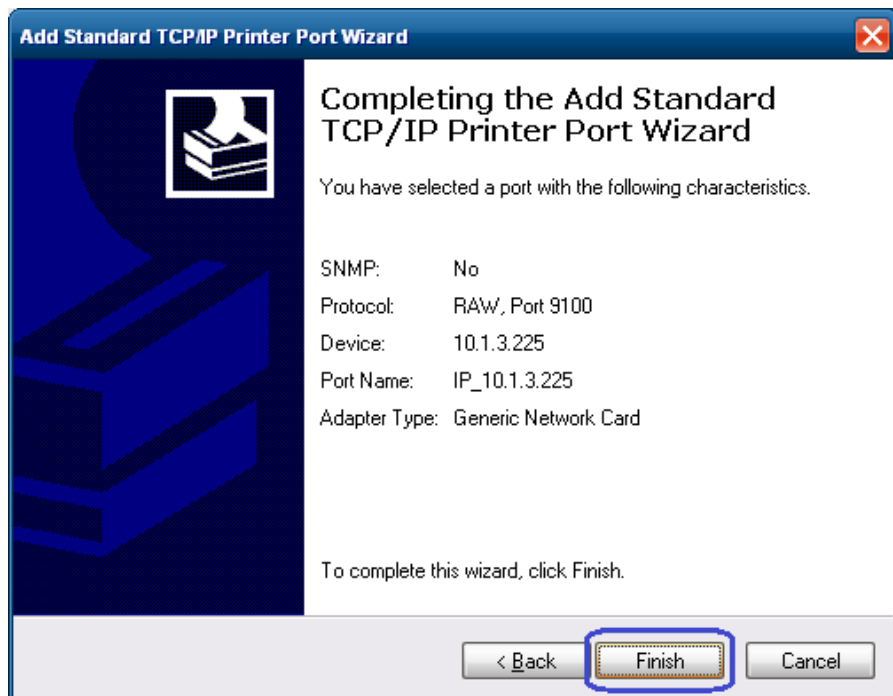 Add Standard TCP/IP Printer Port Wizard
Completing the Add Standard
TCP/IP Printer Port Wizard
You have selected a port with the following characteristics.
SNMP: No
Protocol: RAW, Port 9100
Device: 10.1.3.225
Port Name: IP_10.1.3.225
Adapter Type: Generic Network Card
To complete this wizard, click Finish.
< Back Finish Cancel